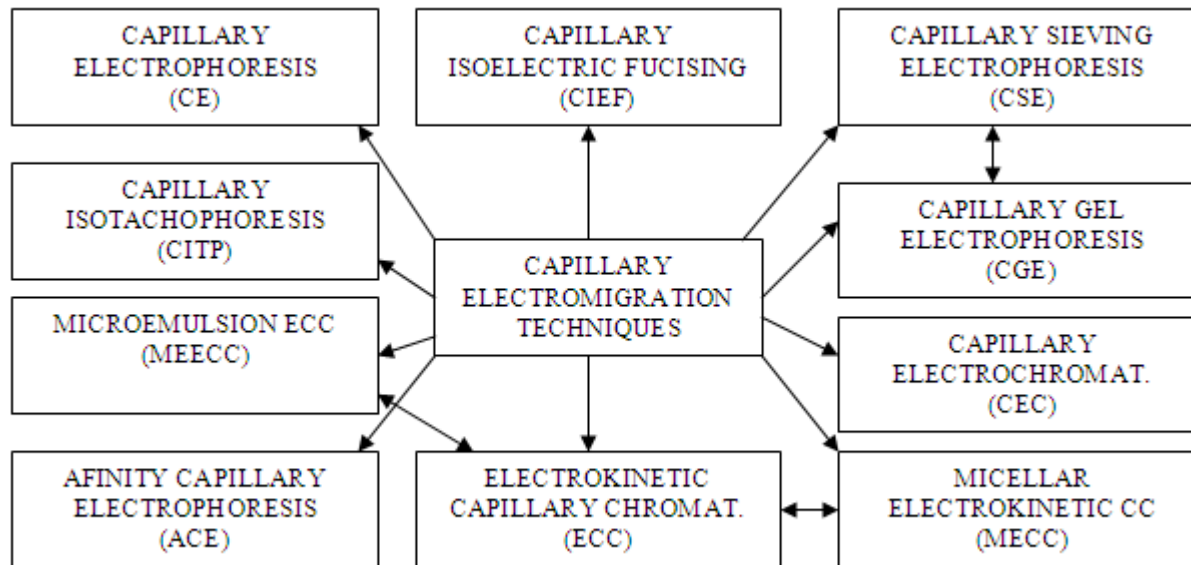 CAPILLARY
ELECTROPHORESIS
(CE)
CAPILLARY
ISOELECTRIC FUCISING
(CIEF)
CAPILLARY SIEVING
ELECTROPHORESIS
(CSE)
CAPILLARY
ISOTACHOPHORESIS
(CITP)
CAPILLARY GEL
ELECTROPHORESIS
(CGE)
CAPILLARY
ELECTROMIGRATION
TECHNIQUES
MICROEMULSION ECC
(MEECC)
CAPILLARY
ELECTROCHROMAT.
(CEC)
AFINITY CAPILLARY
ELECTROPHORESIS
(ACE)
ELECTROKINETIC
CAPILLARY CHROMAT.
(ECC)
MICELLAR
ELECTROKINETIC CC
(MECC)